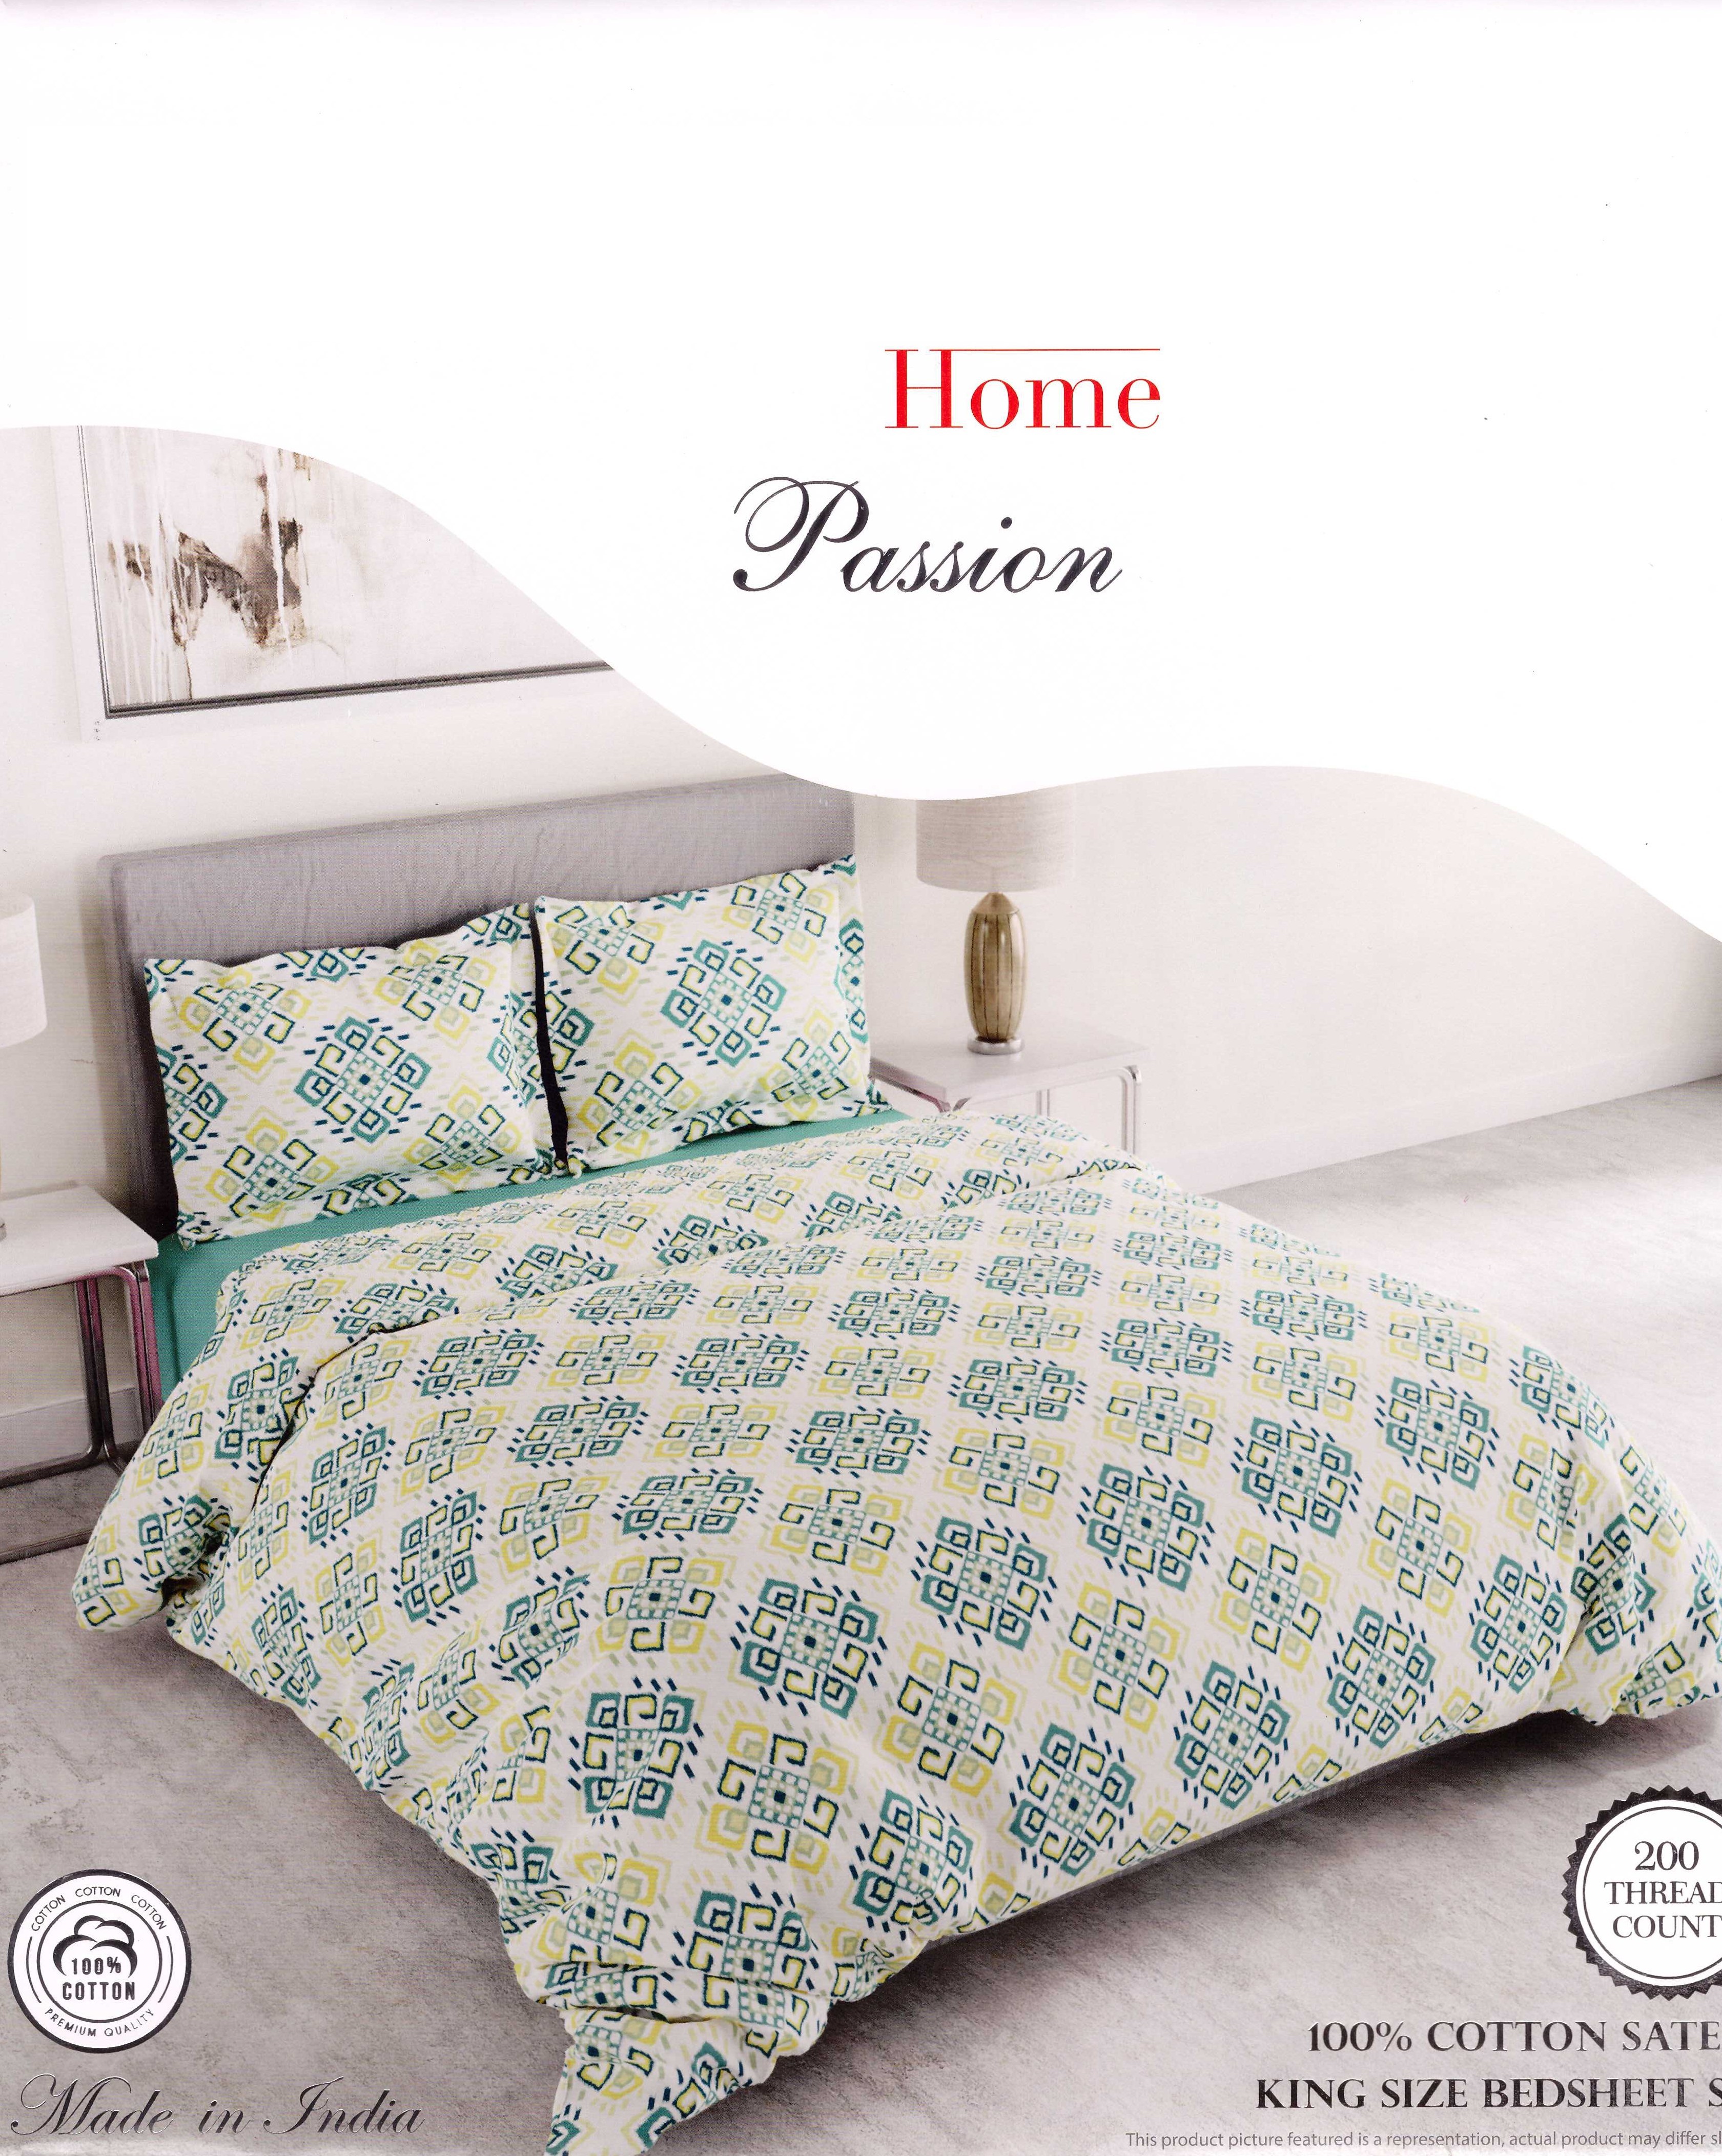 Home
Passion
COTTON COTTON COTTON
100%
COTTON
PREMIUM QUALITY
Made in India
200
THREAD
COUNT
100% COTTON SATE
KING SIZE BEDSHEET S
This product picture featured is a representation, actual product may differ sl